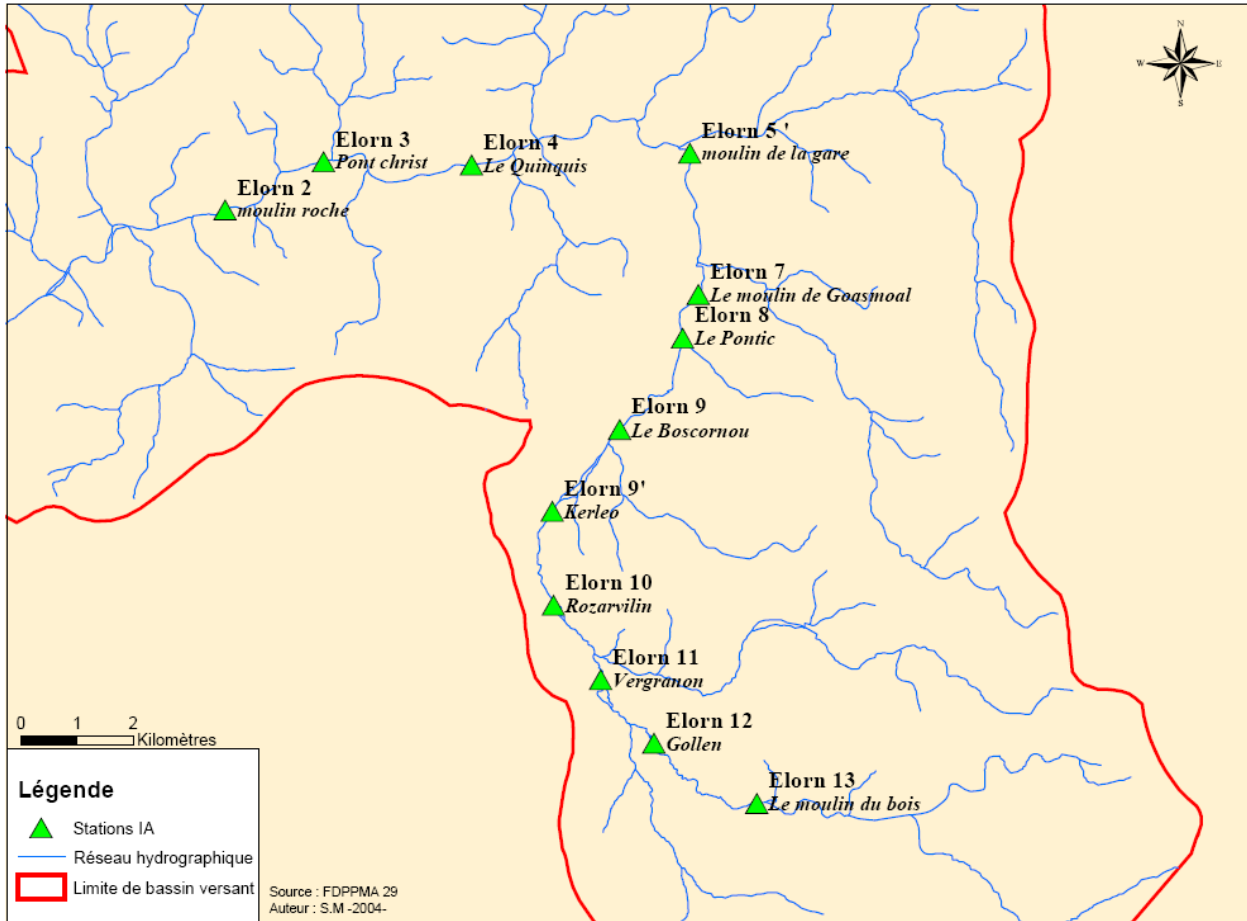 N
W E
S
Elorn 3
Pont christ
Elorn 4
Le Quinquis
Elorn 5 '
moulin de la gare
Elorn 2
moulin roche
Elorn 7
Le moulin de Goasmoal
Elorn 8
Le Pontic
Elorn 9
Le Boscornou
Elorn 9'
Kerleo
Elorn 10
Rozarvilin
Elorn 11
Vergranon
Elorn 12
Gollen
Elorn 13
Le moulin du bois
0 1 2
Kilomètres
Légende
Stations IA
Réseau hydrographique
Limite de bassin versant
Source : FDPPMA 29
Auteur : S.M -2004-